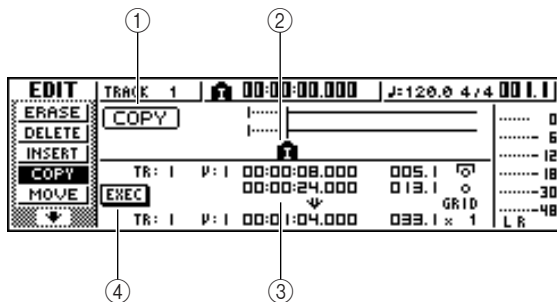 ① ②
EDIT TRACK 1 00:00:00.000 ♩=120.0 4/4 001.1
ERASE COPY 0
DELETE 6
INSERT 12
COPY TR: 1 V: 1 00:00:08.000 005.1 18
MOVE EXEC 00:00:24.000 013.1 30
GRID 48
TR: 1 V: 1 00:01:04.000 033.1 x 1 L R
④ ③